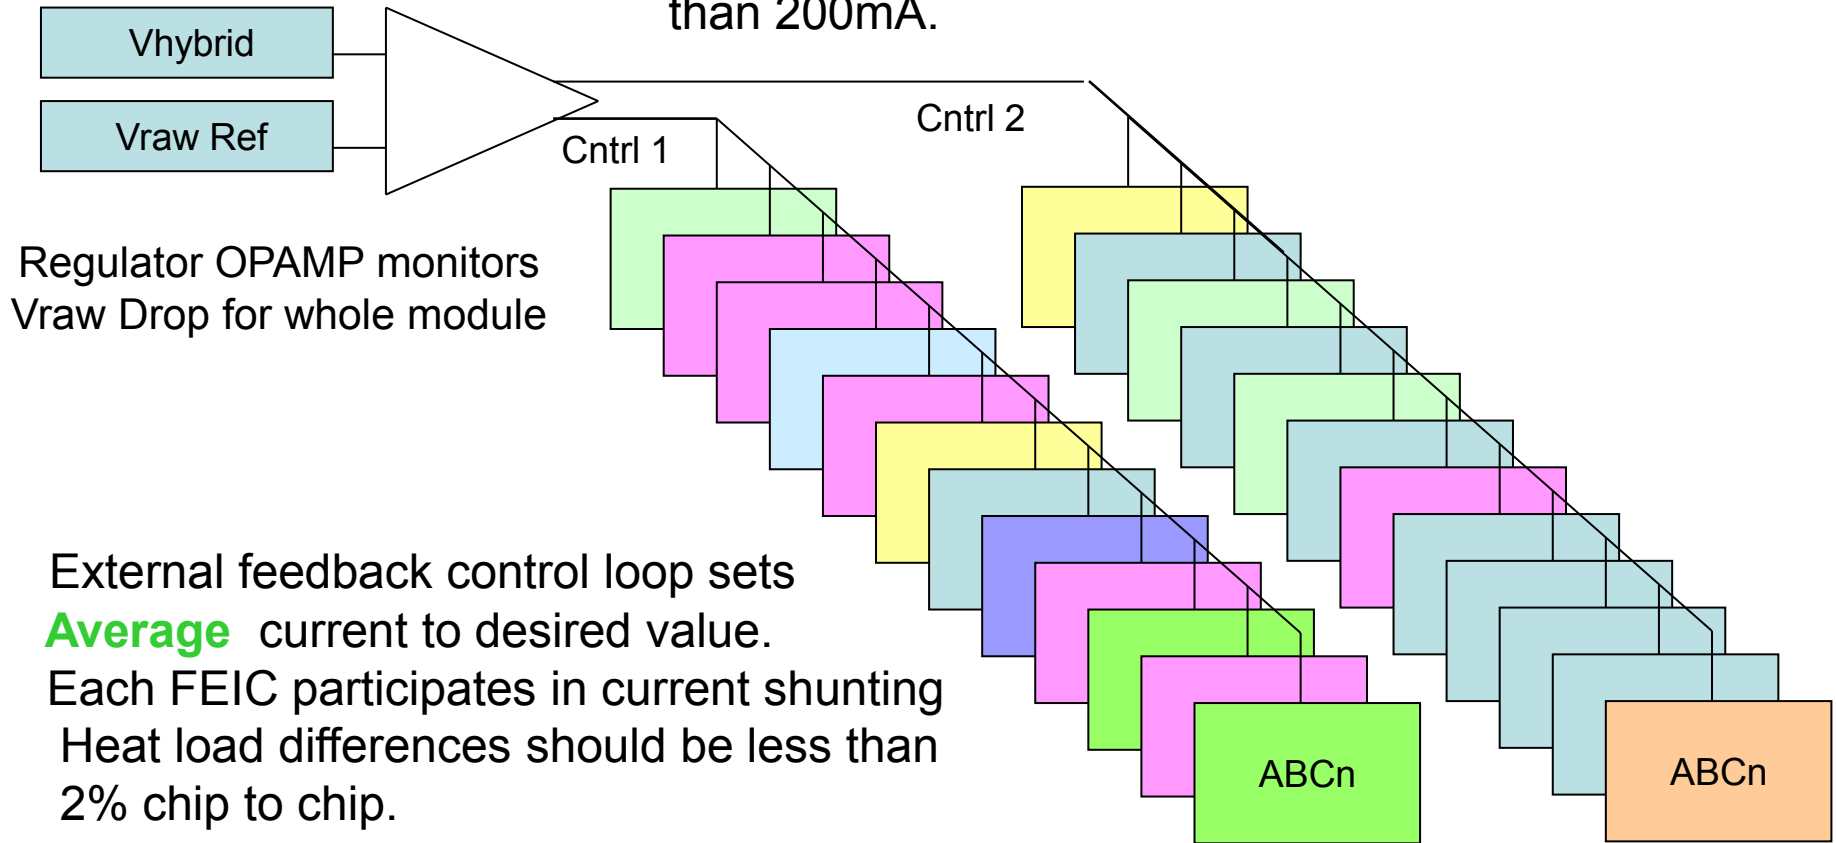 than 200mA.
Vhybrid
Vraw Ref
Cntrl 2
Cntrl 1
Regulator OPAMP monitors
Vraw Drop for whole module
External feedback control loop sets
Average current to desired value.
Each FEIC participates in current shunting
Heat load differences should be less than
2% chip to chip.
ABCn
ABCn